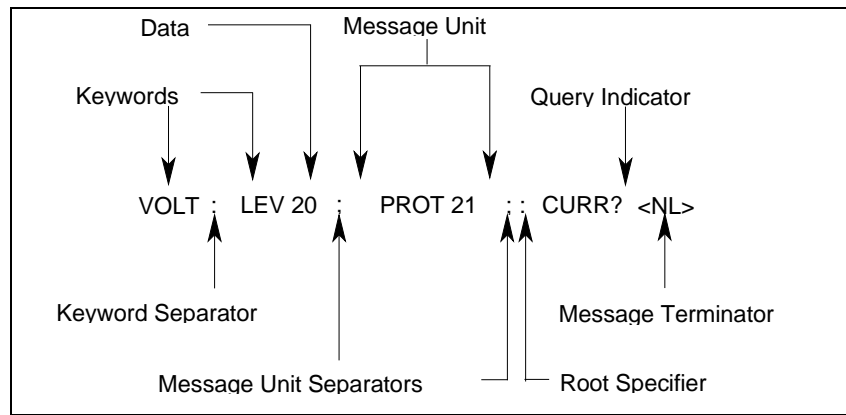 Data
Message Unit
Keywords
Query Indicator
VOLT : LEV 20 ; PROT 21 ; : CURR? <NL>
Keyword Separator
Message Terminator
Message Unit Separators
Root Specifier